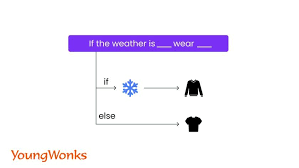 If the weather is ___ wear ___
if
else
YoungWonks